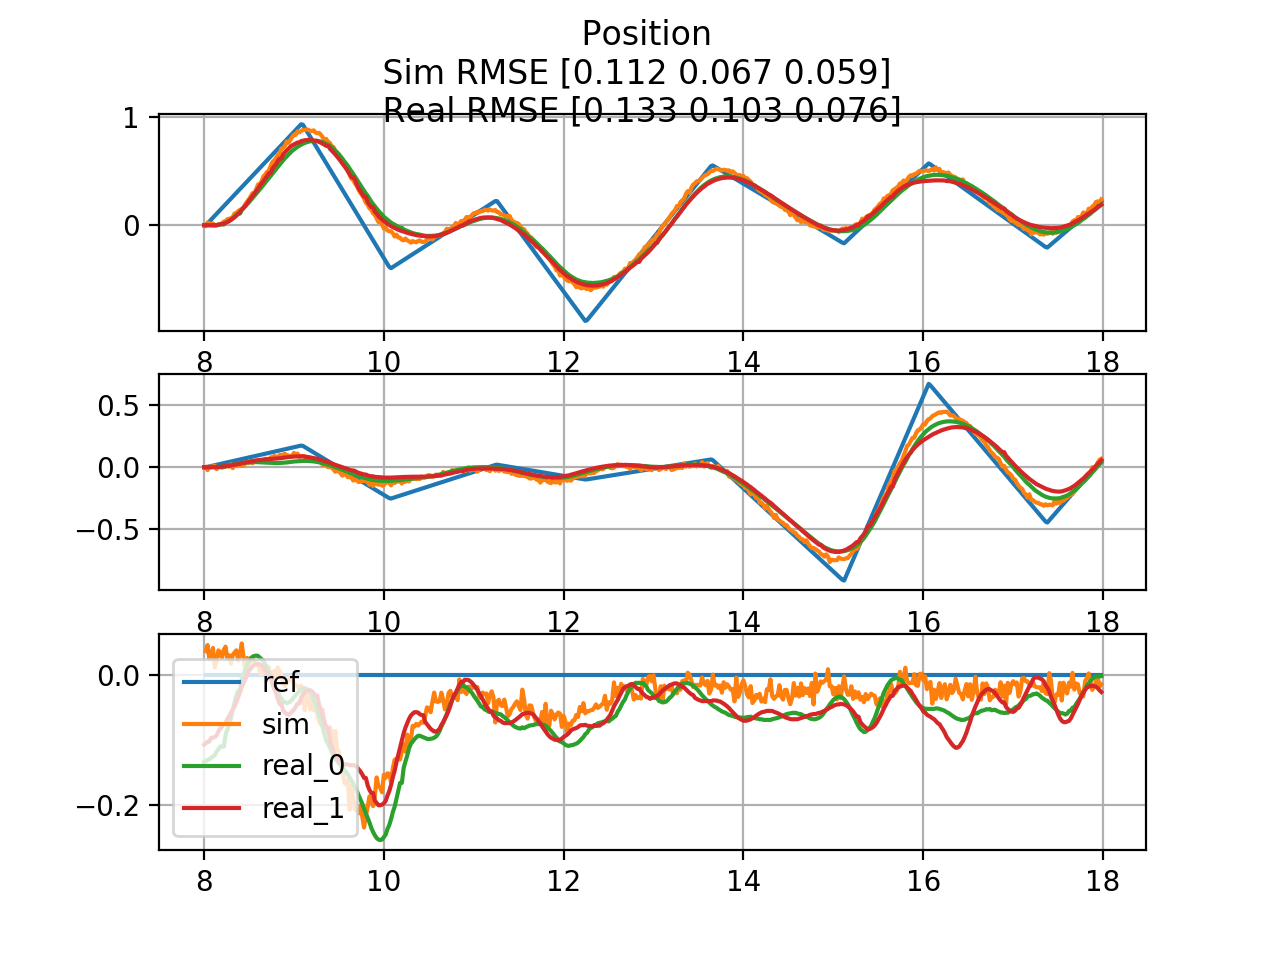 Position
Sim RMSE [0.112 0.067 0.059]
Real RMSE [0.133 0.103 0.076]
1
0
8 10 12 14 16 18
0.5
0.0
−0.5
8 10 12 14 16 18
0.0
−0.2
ref
sim
real_0
real_1
8 10 12 14 16 18